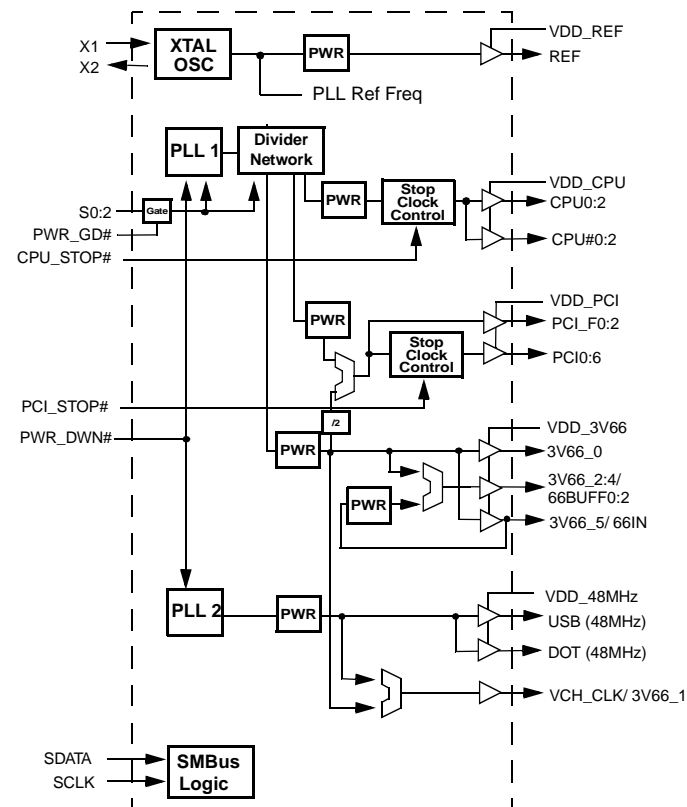 X1
X2
XTAL
OSC
PWR
VDD_REF
REF
PLL Ref Freq
PLL 1
Divider
Network
S0:2
Gate
PWR_GD#
CPU_STOP#
PWR
Stop
Clock
Control
VDD_CPU
CPU0:2
CPU#0:2
PWR
VDD_PCI
PCI_F0:2
Stop
Clock
Control
PCI0:6
PCI_STOP#
/2
PWR_DWN#
PWR
VDD_3V66
3V66_0
3V66_2:4/
66BUFF0:2
PWR
3V66_5/ 66IN
PLL 2
PWR
VDD_48MHz
USB (48MHz)
DOT (48MHz)
VCH_CLK/ 3V66_1
SDATA
SCLK
SMBus
Logic